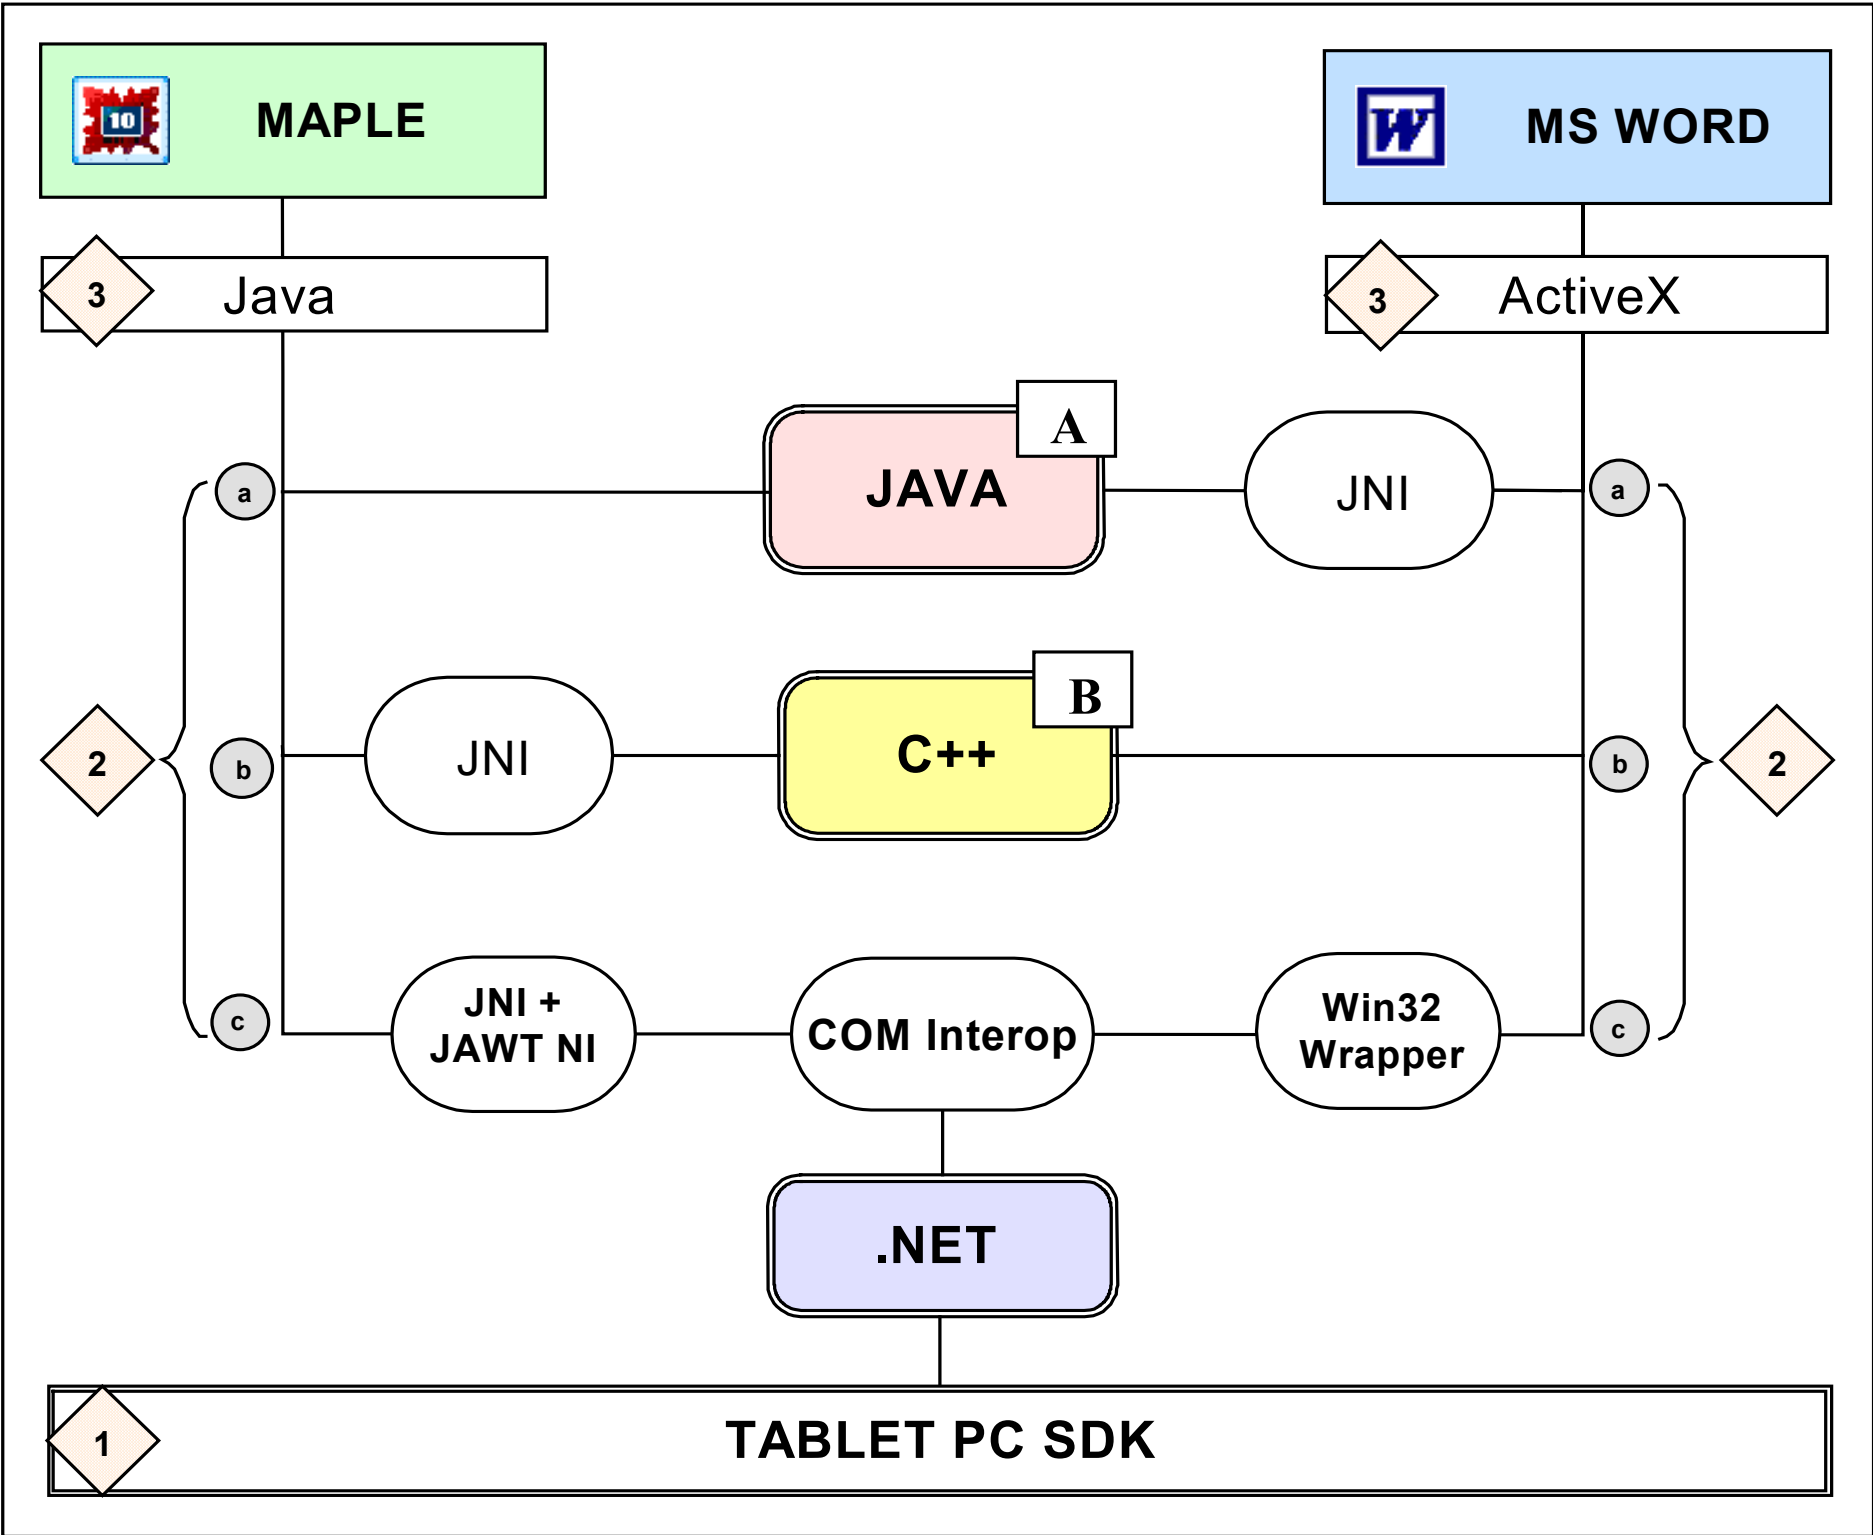 10
MAPLE
W
MS WORD
3
Java
3
ActiveX
A
JAVA
JNI
a
a
B
JNI
C++
b
b
2
2
JNI +
JAWT NI
COM Interop
Win32
Wrapper
c
c
.NET
1
TABLET PC SDK